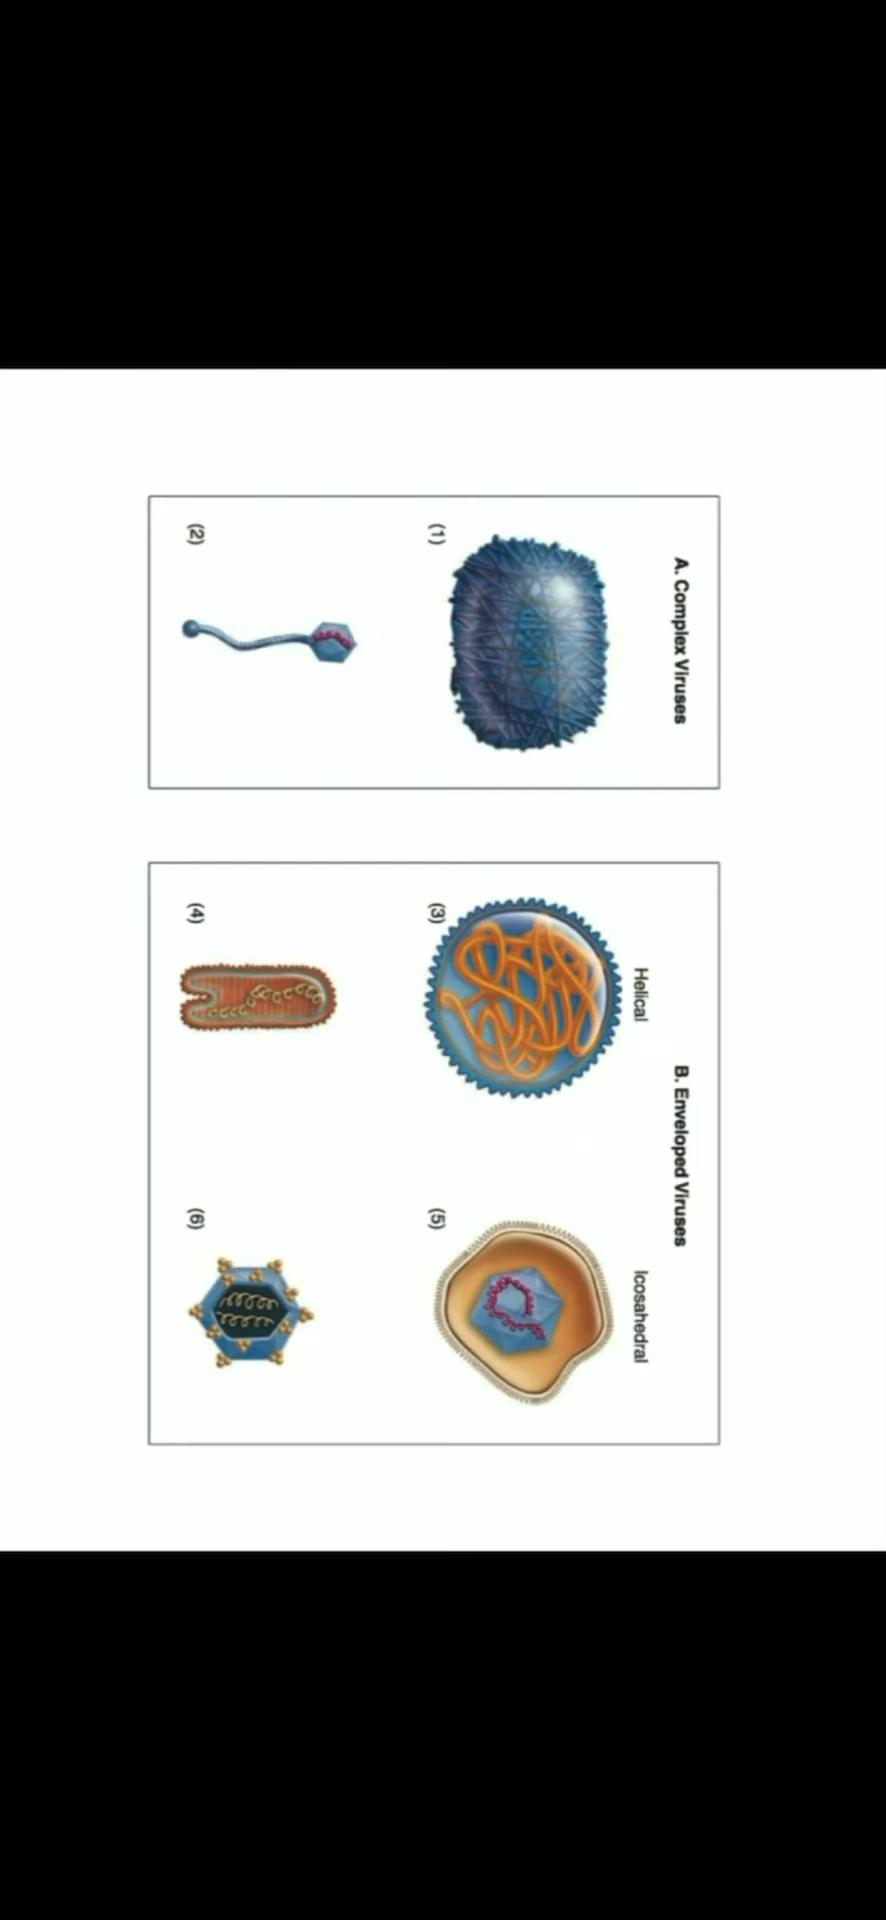 A. Complex Viruses
(1)
(2)
B. Enveloped Viruses
Helical
Icosahedral
(3)
(5)
(4)
(6)